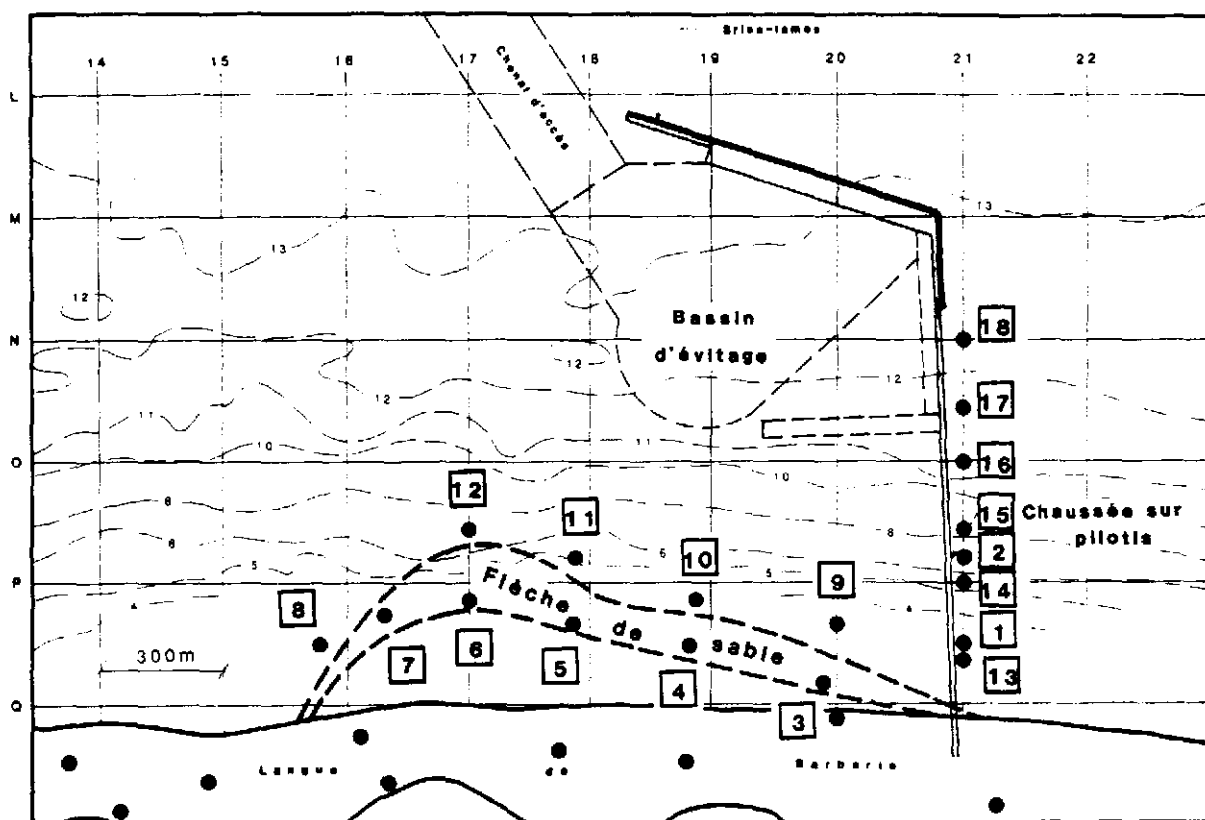 Brise-lames
14 15 16 17 18 19 20 21 22
L
Chenal d'accès
M
13
13
12
Bassin
d'évitage
18
N
12
12
12
17
11
11
10
O
16
10
12
8
11
15
Chaussée sur
pilotis
8
6
6
2
5
10
5
P
Flèche
9
14
4
8
de
4
1
sable
300m
7
6
5
4
13
Q
3
Langue de Barbarie